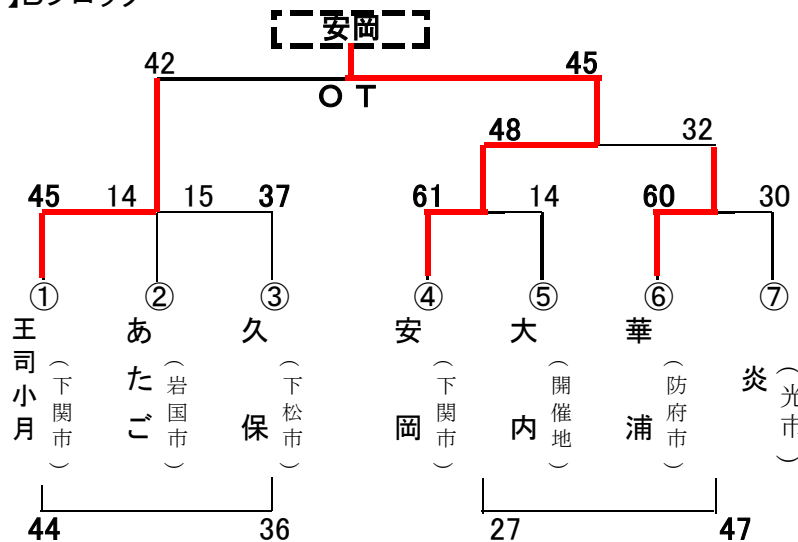 】Bブロック
安岡
42 45
OT
48 32
45 14 15 37 61 14 60 30
① ② ③ ④ ⑤ ⑥ ⑦
王司小月
(下関市)
あたご
(岩国市)
久保
(下松市)
安岡
(下関市)
大内
(開催地)
華浦
(防府市)
炎
(光市)
44 36 27 47